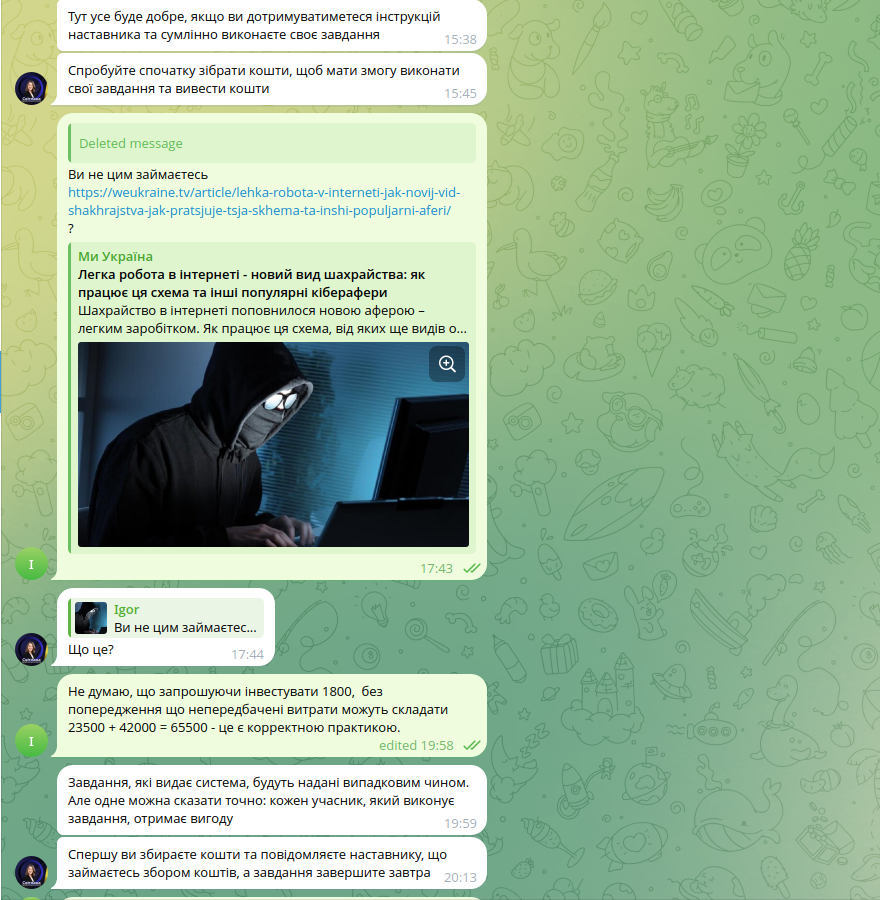 Тут усе буде добре, якщо ви дотримуватиметеся інструкцій
наставника та сумлінно виконаєте своє завдання
15:38
Спробуйте спочатку зібрати кошти, щоб мати змогу виконати
свої завдання та вивести кошти
15:45
Deleted message
Ви не цим займаєтесь
https://weukraine.tv/article/lehka-robota-v-interneti-jak-novij-vid-
shakhrajstva-jak-pratsjuje-tsja-skhema-ta-inshi-populjarni-aferi/
?
Ми Україна
Легка робота в інтернеті - новий вид шахрайства: як
працює ця схема та інші популярні кіберафери
Шахрайство в інтернеті поповнилося новою аферою –
легким заробітком. Як працює ця схема, від яких ще видів о...
I
17:43
Igor
Ви не цим займаєтес...
Що це?
17:44
Не думаю, що запрошуючи інвестувати 1800,  без
попередження що непередбачені витрати можуть складати
23500 + 42000 = 65500 - це є корректною практикою.
I
edited 19:58
Завдання, які видає система, будуть надані випадковим чином.
Але одне можна сказати точно: кожен учасник, який виконує
завдання, отримає вигоду
19:59
Спершу ви збираєте кошти та повідомляєте наставнику, що
займаєтесь збором коштів, а завдання завершите завтра
20:13